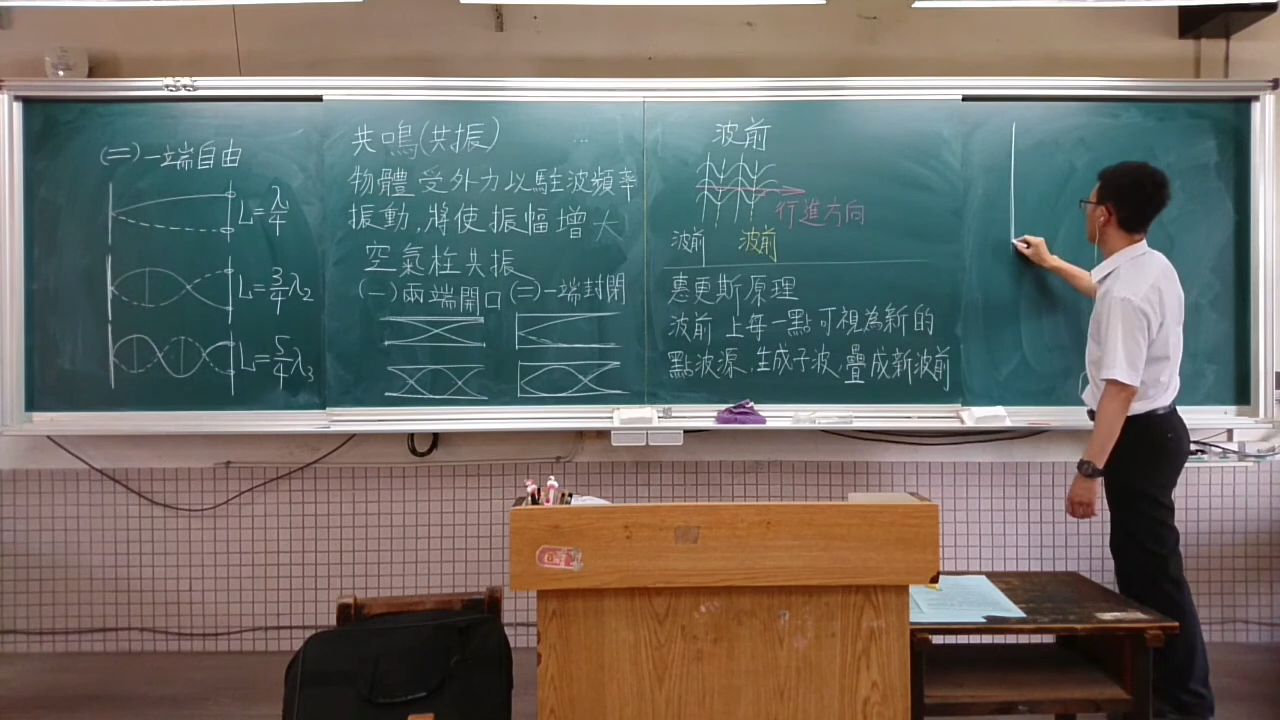 (二)一端自由
L=λ/4
L=3/4 λ2
L=5/4 λ3
共鳴(共振)
物體受外力以駐波頻率
振動,將使振幅增大
空氣柱共振
(一)兩端開口 (二)一端封閉
波前
行進方向
波前 波前
惠更斯原理
波前上每一點可視為新的
點波源,生成子波,疊成新波前